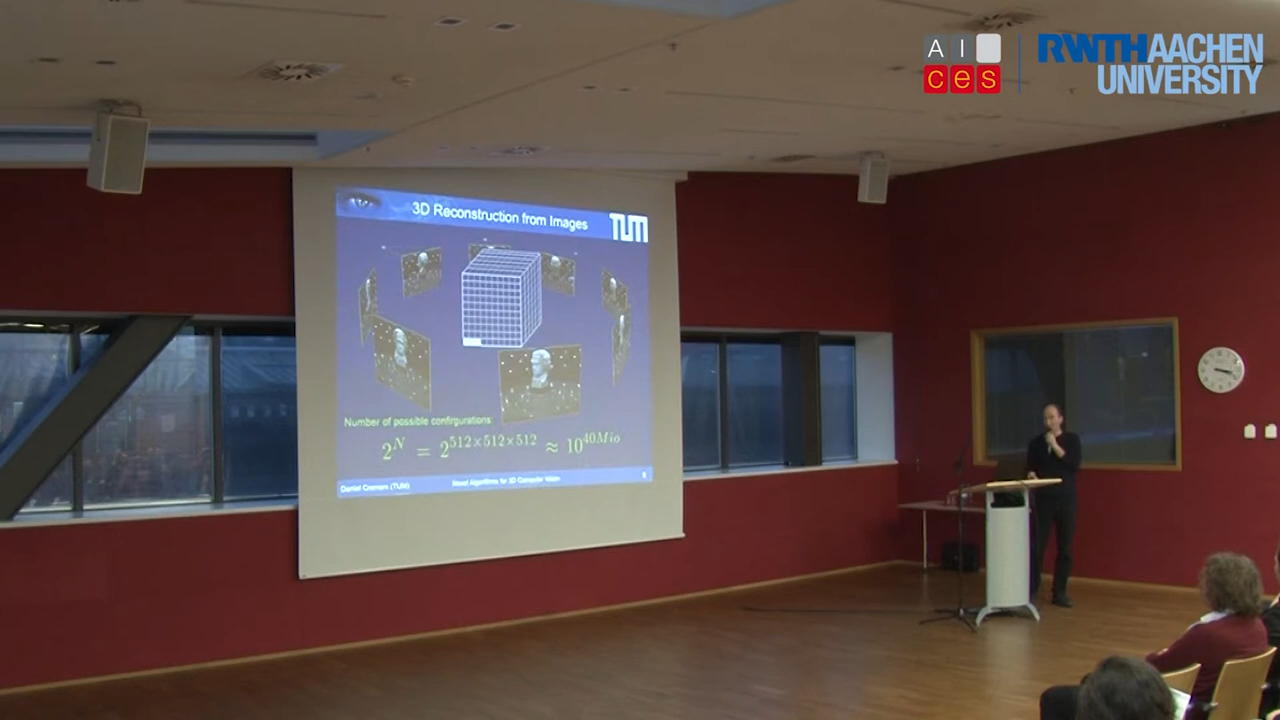 AI
ces
RWTHAACHEN
UNIVERSITY
3D Reconstruction from Images
TUM
Number of possible confirgurations:
2^N = 2^{512×512×512} ≈ 10^{40Mio}
Daniel Cremers (TUM)
Novel Algorithms for 3D Computer Vision